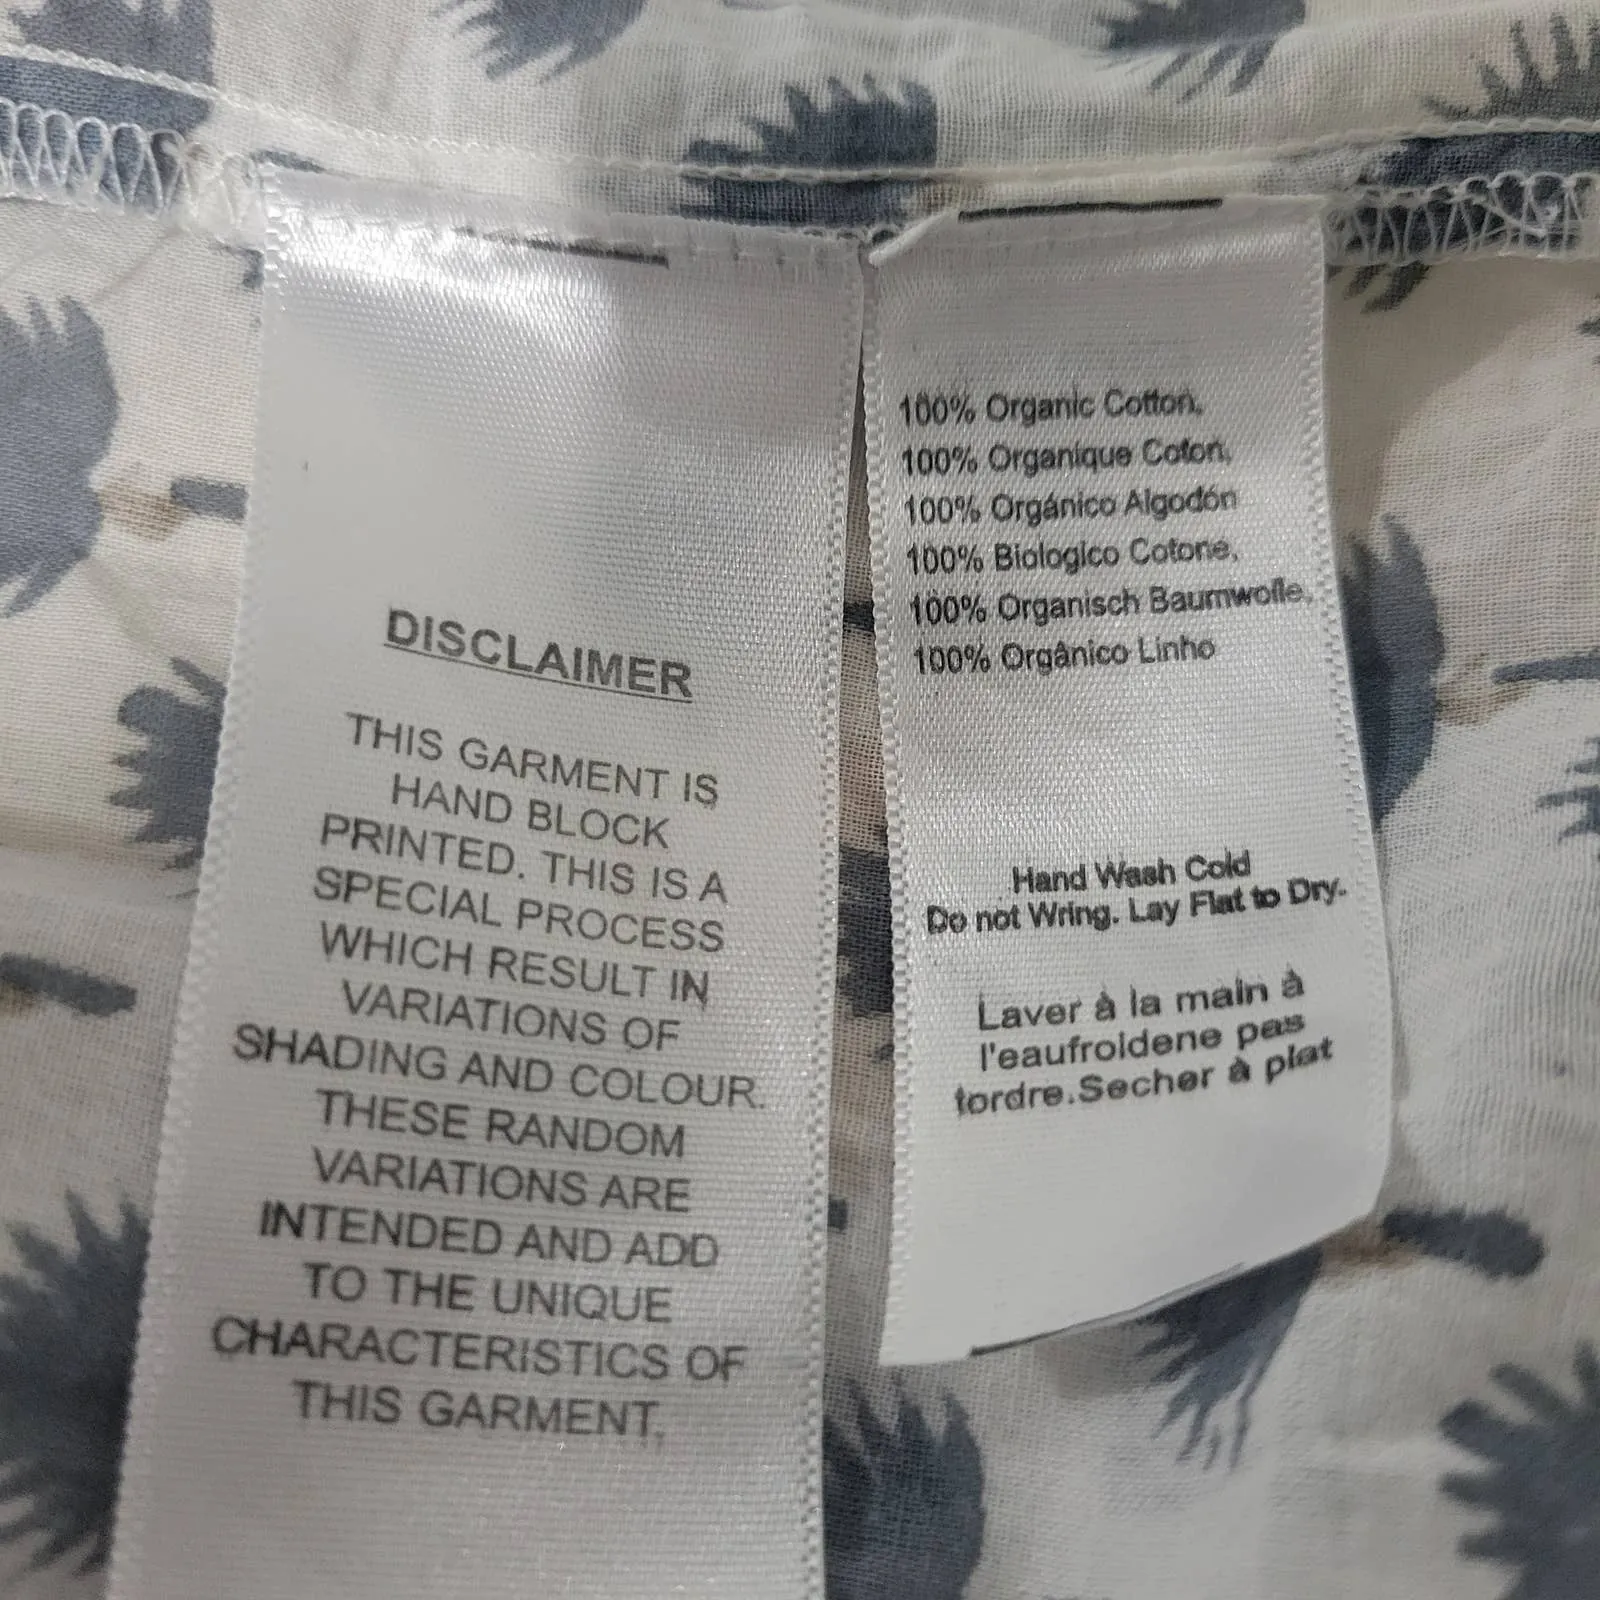 DISCLAIMER
THIS GARMENT IS
HAND BLOCK
PRINTED. THIS IS A
SPECIAL PROCESS
WHICH RESULT IN
VARIATIONS OF
SHADING AND COLOUR.
THESE RANDOM
VARIATIONS ARE
INTENDED AND ADD
TO THE UNIQUE
CHARACTERISTICS OF
THIS GARMENT.
100% Organic Cotton,
100% Organique Coton,
100% Orgánico Algodón
100% Biologico Cotone,
100% Organisch Baumwolle,
100% Orgânico Linho
Hand Wash Cold
Do not Wring. Lay Flat to Dry.
Laver à la main à
l'eaufroidene pas
tordre.Secher à plat